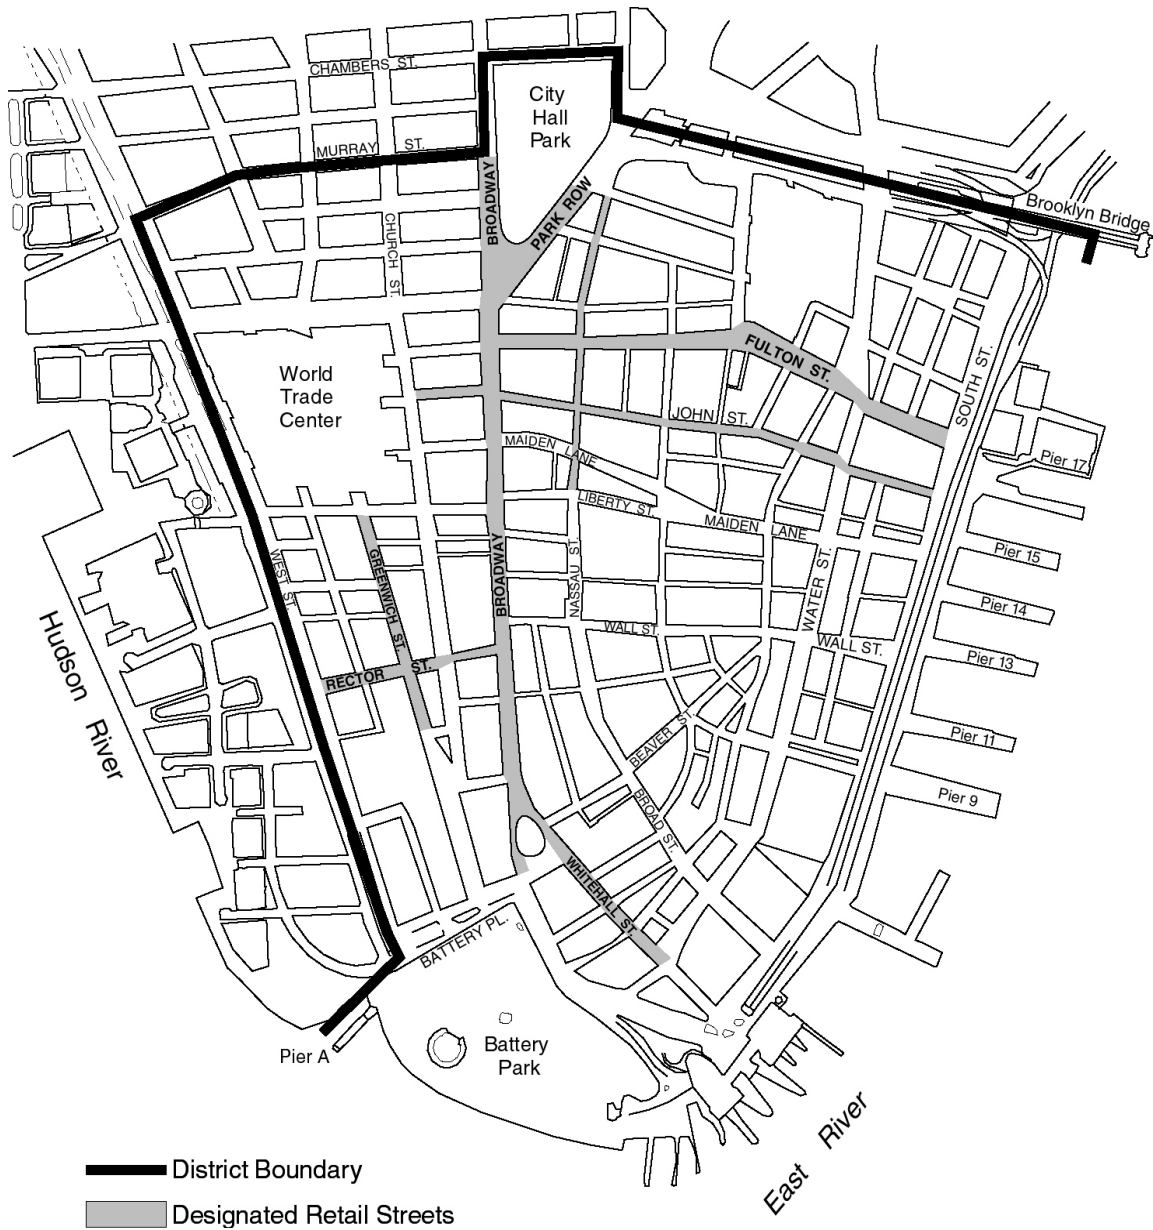 CHAMBERS ST.
City
Hall
Park
MURRAY ST.
BROADWAY
PARK ROW
CHURCH ST.
Brooklyn Bridge
World
Trade
Center
FULTON ST.
SOUTH ST.
JOHN ST.
MAIDEN LANE
Pier 17
LIBERTY ST.
MAIDEN LANE
WEST ST.
GREENWICH ST.
BROADWAY
NASSAU ST.
WATER ST.
Pier 15
Pier 14
Hudson River
WALL ST.
WALL ST.
Pier 13
RECTOR ST.
BEAVER ST.
Pier 11
BROAD ST.
Pier 9
WHITEHALL ST.
BATTERY PL.
Pier A
Battery
Park
East River
District Boundary
Designated Retail Streets